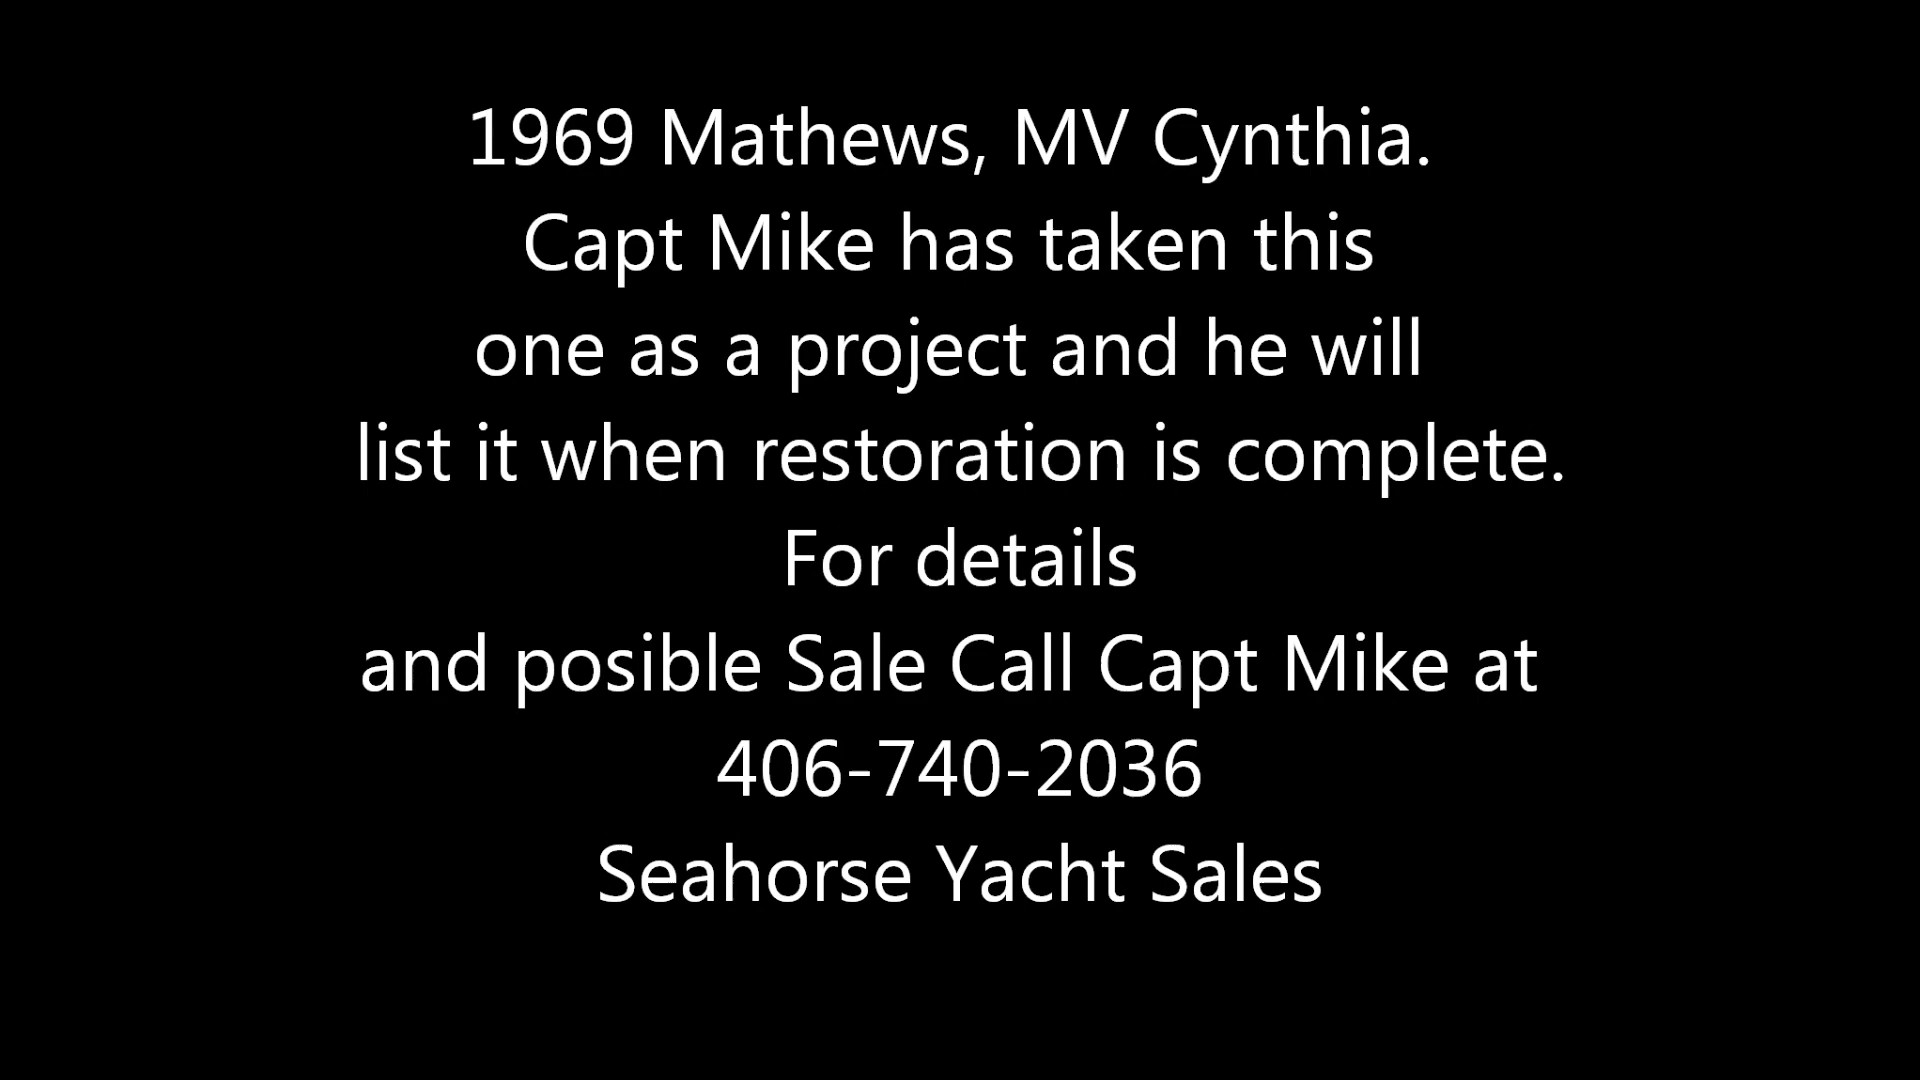 1969 Mathews, MV Cynthia.
Capt Mike has taken this
one as a project and he will
list it when restoration is complete.
For details
and posible Sale Call Capt Mike at
406-740-2036
Seahorse Yacht Sales